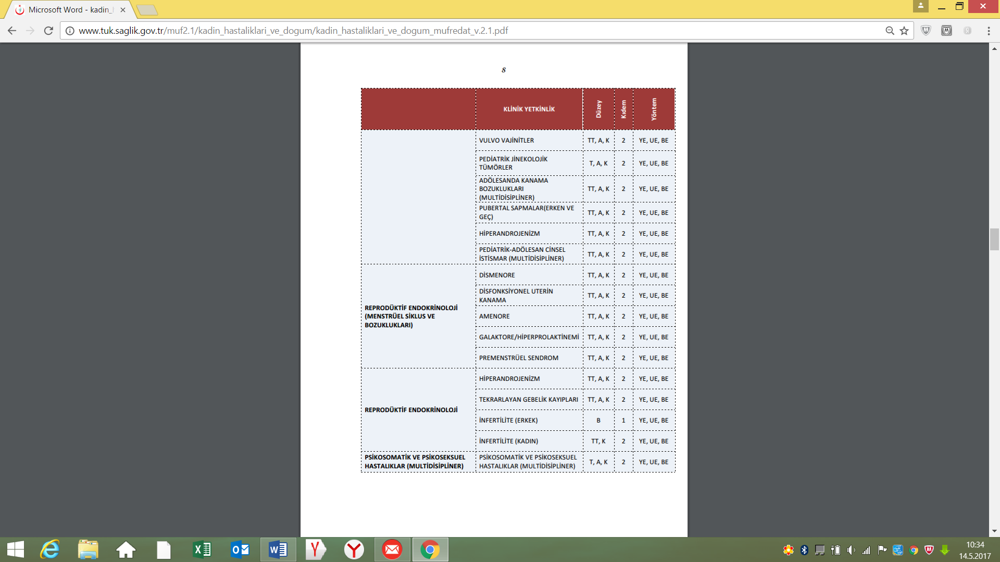 Microsoft Word - kadin_h
www.tuk.saglik.gov.tr/muf2.1/kadin_hastaliklari_ve_dogum/kadin_hastaliklari_ve_dogum_mufredat_v.2.1.pdf
8
KLİNİK YETKİNLİK Düzey Kıdem Yöntem
VULVO VAJİNİTLER TT, A, K 2 YE, UE, BE
PEDİATRİK JİNEKOLOJİK
TÜMÖRLER T, A, K 2 YE, UE, BE
ADÖLESANDA KANAMA
BOZUKLUKLARI
(MULTİDİSİPLİNER) TT, A, K 2 YE, UE, BE
PUBERTAL SAPMALAR(ERKEN VE
GEÇ) TT, A, K 2 YE, UE, BE
HİPERANDROJENİZM TT, A, K 2 YE, UE, BE
PEDİATRİK-ADÖLESAN CİNSEL
İSTİSMAR (MULTİDİSİPLİNER) TT, A, K 2 YE, UE, BE
REPRODÜKTİF ENDOKRİNOLOJİ
(MENSTRÜEL SİKLUS VE
BOZUKLUKLARI)
DİSMENORE TT, A, K 2 YE, UE, BE
DİSFONKSİYONEL UTERİN
KANAMA TT, A, K 2 YE, UE, BE
AMENORE TT, A, K 2 YE, UE, BE
GALAKTORE/HİPERPROLAKTİNEMİ TT, A, K 2 YE, UE, BE
PREMENSTRÜEL SENDROM TT, A, K 2 YE, UE, BE
REPRODÜKTİF ENDOKRİNOLOJİ
HİPERANDROJENİZM TT, A, K 2 YE, UE, BE
TEKRARLAYAN GEBELİK KAYIPLARI TT, A, K 2 YE, UE, BE
İNFERTİLİTE (ERKEK) B 1 YE, UE, BE
İNFERTİLİTE (KADIN) TT, K 2 YE, UE, BE
PSİKOSOMATİK VE PSİKOSEKSUEL
HASTALIKLAR (MULTİDİSİPLİNER)
PSİKOSOMATİK VE PSİKOSEKSUEL
HASTALIKLAR (MULTİDİSİPLİNER) T, A, K 2 YE, UE, BE
10:34
14.5.2017